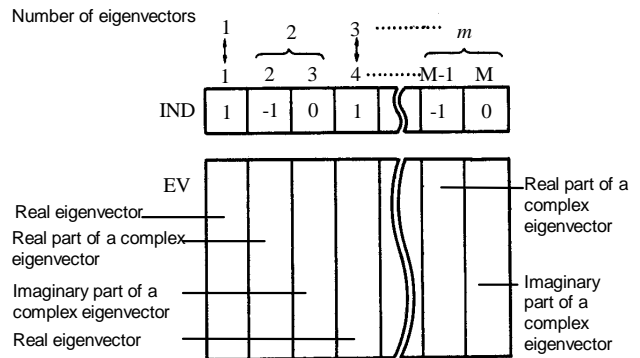 Number of eigenvectors
1 2 3 .......... m
1 2 3 4 .......... M-1 M
IND 1 -1 0 1 -1 0
EV
Real eigenvector
Real part of a complex
eigenvector
Imaginary part of a
complex eigenvector
Real eigenvector
Real part of a
complex
eigenvector
Imaginary
part of a
complex
eigenvector